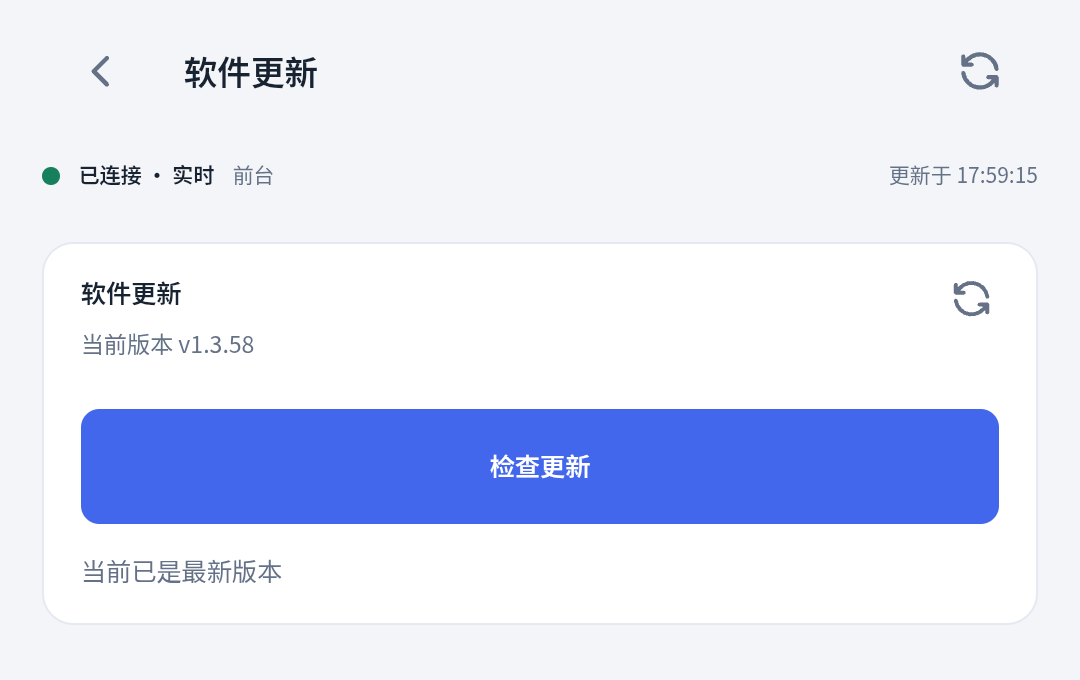 软件更新
已连接 • 实时 前台 更新于 17:59:15
软件更新
当前版本 v1.3.58
检查更新
当前已是最新版本